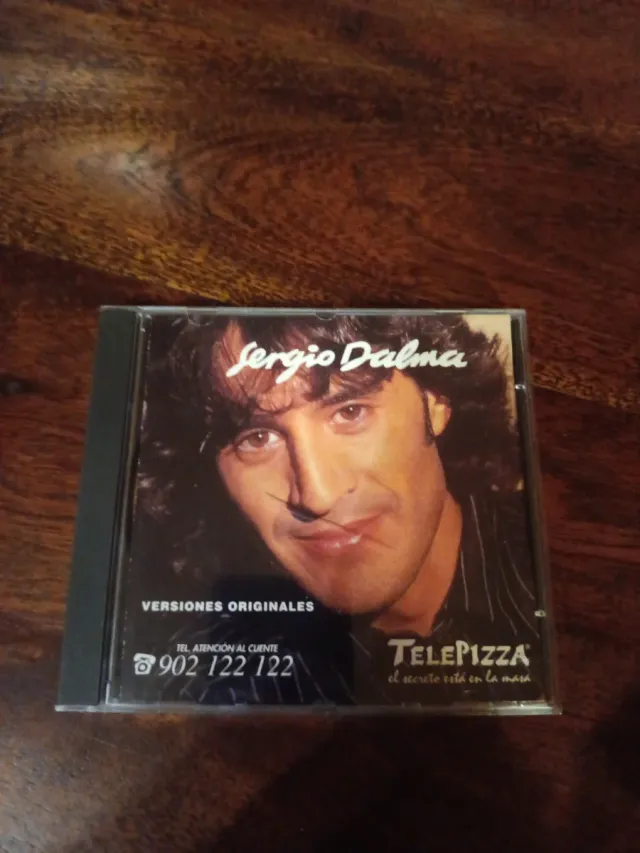 Sergio Dalma
VERSIONES ORIGINALES
TEL. ATENCIÓN AL CLIENTE
902 122 122
TELEPIZZA
el secreto está en la masa